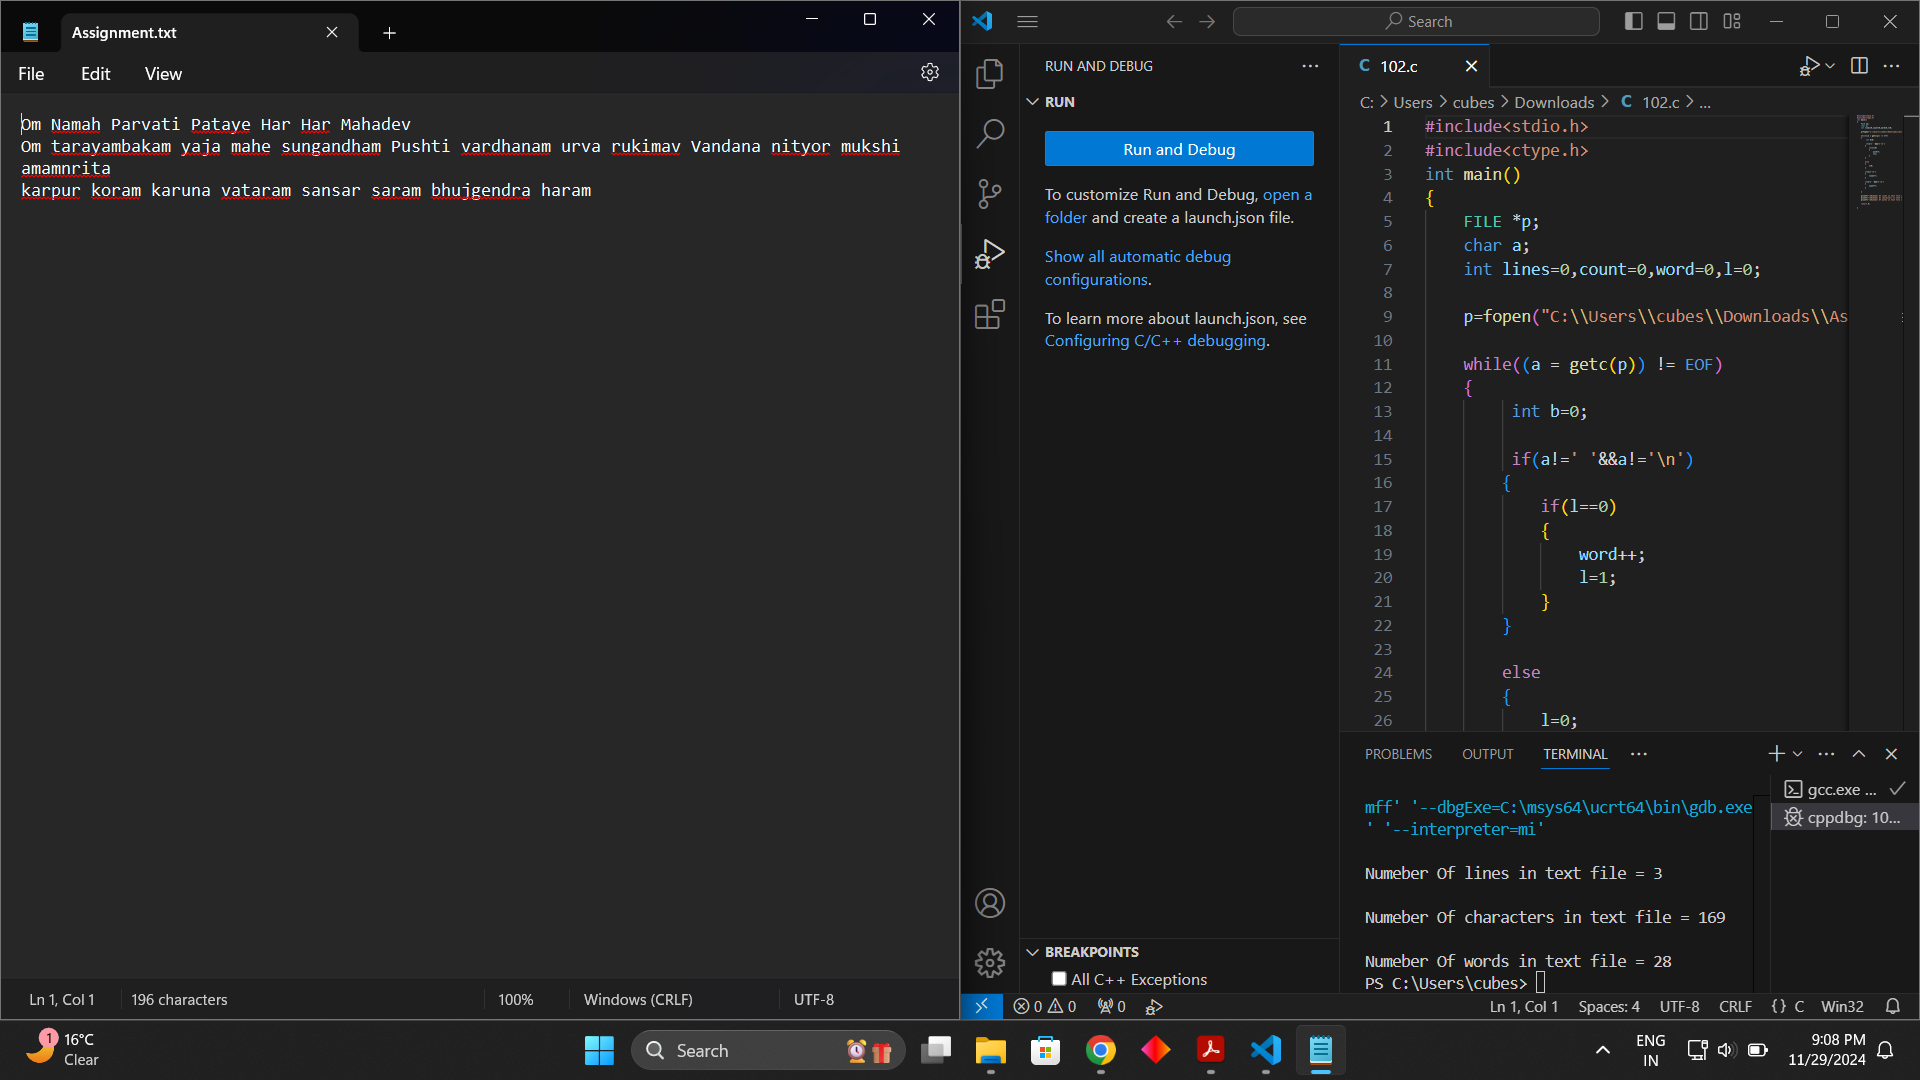 Assignment.txt
File Edit View
Om Namah Parvati Pataye Har Har Mahadev
Om tarayambakam yaja mahe sungandham Pushti vardhanam urva rukimav Vandana nityor mukshi
amamnrita
karpur koram karuna vataram sansar saram bhujgendra haram
Ln 1, Col 1 196 characters 100% Windows (CRLF) UTF-8
Search
RUN AND DEBUG
RUN
Run and Debug
To customize Run and Debug, open a
folder and create a launch.json file.
Show all automatic debug
configurations.
To learn more about launch.json, see
Configuring C/C++ debugging.
BREAKPOINTS
All C++ Exceptions
C 102.c
C: > Users > cubes > Downloads > C 102.c > ...
1 #include<stdio.h>
2 #include<ctype.h>
3 int main()
4 {
5 FILE *p;
6 char a;
7 int lines=0,count=0,word=0,l=0;
8
9 p=fopen("C:\\Users\\cubes\\Downloads\\As
10
11 while((a = getc(p)) != EOF)
12 {
13 int b=0;
14
15 if(a!=' '&&a!='\n')
16 {
17 if(l==0)
18 {
19 word++;
20 l=1;
21 }
22 }
23
24 else
25 {
26 l=0;
PROBLEMS OUTPUT TERMINAL
mff' '--dbgExe=C:\msys64\ucrt64\bin\gdb.exe
' '--interpreter=mi'
Numeber Of lines in text file = 3
Numeber Of characters in text file = 169
Numeber Of words in text file = 28
PS C:\Users\cubes>
gcc.exe ...
cppdbg: 10...
0 0 0 Ln 1, Col 1 Spaces: 4 UTF-8 CRLF {} C Win32
1
16°C
Clear
Search
ENG
IN
9:08 PM
11/29/2024